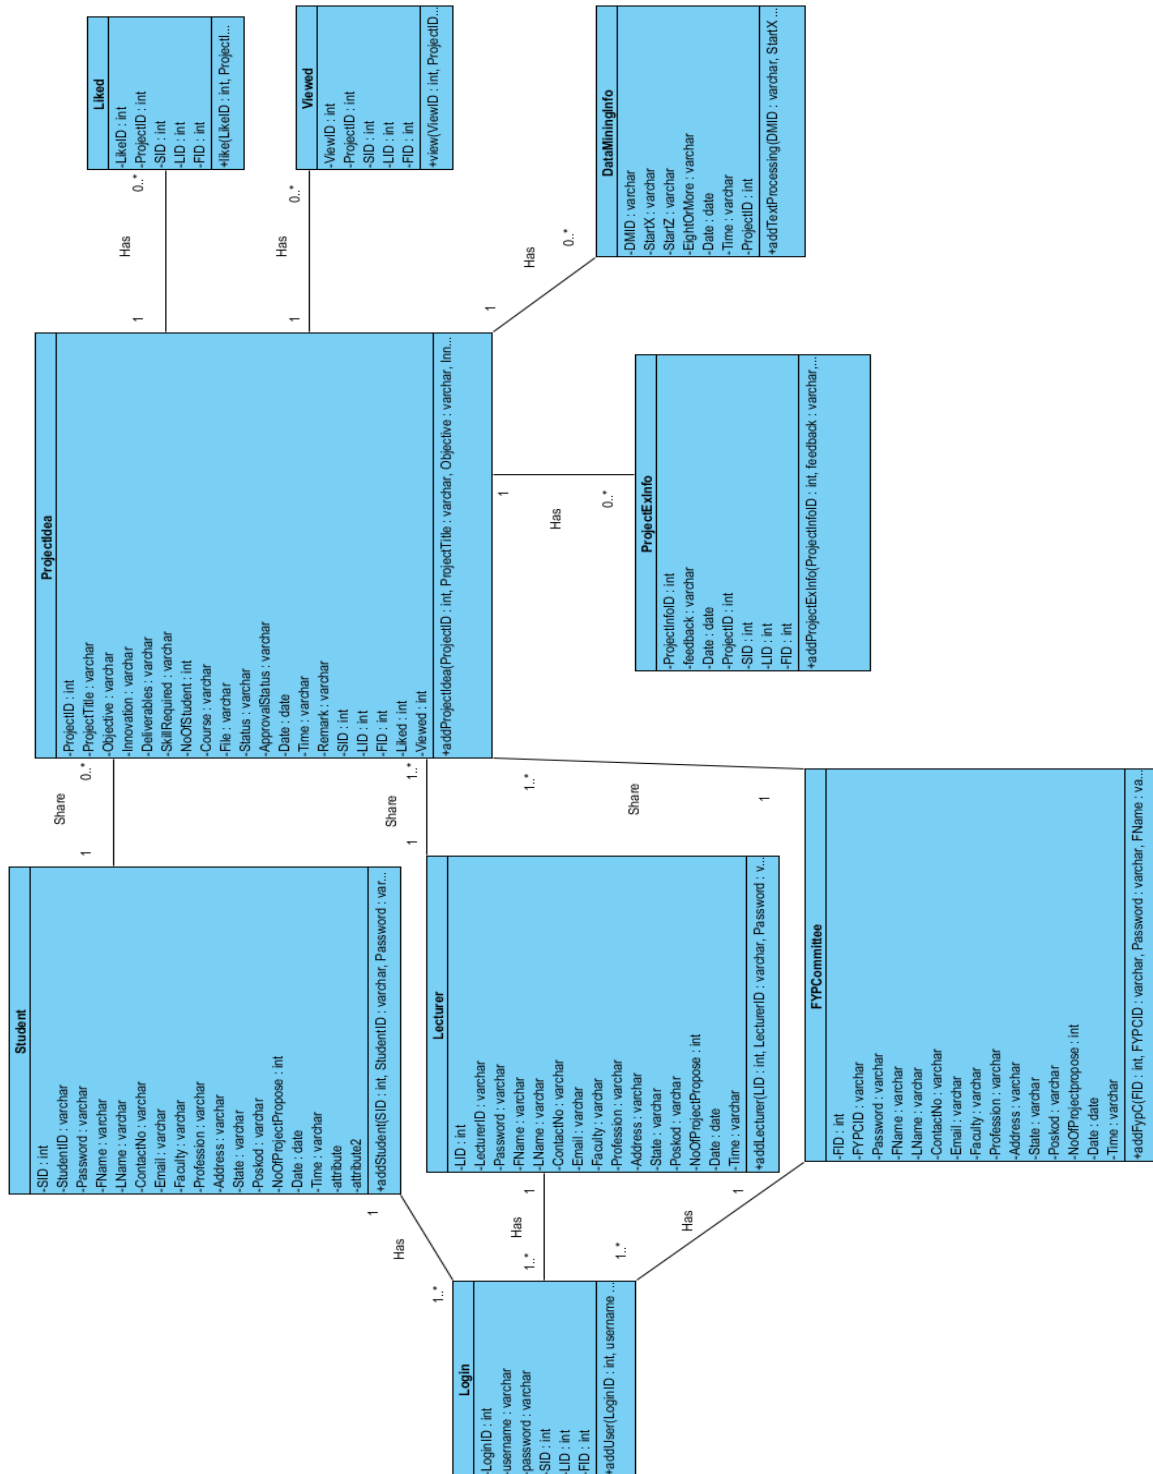 Login
-LoginID : int
-username : varchar
-password : varchar
-SID : int
-LID : int
-FID : int
+addUser(LoginID : int, username ...
1..*
Has
1
1..*
Has
1
1..*
Has
1
Student
-SID : int
-StudentID : varchar
-Password : varchar
-FName : varchar
-LName : varchar
-ContactNo : varchar
-Email : varchar
-Faculty : varchar
-Profession : varchar
-Address : varchar
-State : varchar
-Poskod : varchar
-NoOfProjectPropose : int
-Date : date
-Time : varchar
-attribute
-attribute2
+addStudent(SID : int, StudentID : varchar, Password : var...
Lecturer
-LID : int
-LecturerID : varchar
-Password : varchar
-FName : varchar
-LName : varchar
-ContactNo : varchar
-Email : varchar
-Faculty : varchar
-Profession : varchar
-Address : varchar
-State : varchar
-Poskod : varchar
-NoOfProjectPropose : int
-Date : date
-Time : varchar
+addLecturer(LID : int, LecturerID : varchar, Password : v...
FYPCommittee
-FID : int
-FYPCID : varchar
-Password : varchar
-FName : varchar
-LName : varchar
-ContactNo : varchar
-Email : varchar
-Faculty : varchar
-Profession : varchar
-Address : varchar
-State : varchar
-Poskod : varchar
-NoOfProjectpropose : int
-Date : date
-Time : varchar
+addFypC(FID : int, FYPCID : varchar, Password : varchar, FName : va...
1
Share
0..*
1
Share
1..*
1
Share
1..*
ProjectIdea
-ProjectID : int
-ProjectTitle : varchar
-Objective : varchar
-Innovation : varchar
-Deliverables : varchar
-SkillRequired : varchar
-NoOfStudent : int
-Course : varchar
-File : varchar
-Status : varchar
-ApprovalStatus : varchar
-Date : date
-Time : varchar
-Remark : varchar
-SID : int
-LID : int
-FID : int
-Liked : int
-Viewed : int
+addProjectIdea(ProjectID : int, ProjectTitle : varchar, Objective : varchar, Inn...
1
Has
0..*
1
Has
0..*
1
Has
0..*
1
Has
0..*
ProjectExInfo
-ProjectInfoID : int
-feedback : varchar
-Date : date
-ProjectID : int
-SID : int
-LID : int
-FID : int
+addProjectExInfo(ProjectInfoID : int, feedback : varchar,...
Liked
-LikeID : int
-ProjectID : int
-SID : int
-LID : int
-FID : int
+like(LikeID : int, ProjectI...
Viewed
-ViewID : int
-ProjectID : int
-SID : int
-LID : int
-FID : int
+view(ViewID : int, ProjectID...
DataMiningInfo
-DMID : varchar
-StartX : varchar
-StartZ : varchar
-EightOrMore : varchar
-Date : date
-Time : varchar
-ProjectID : int
+addTextProcessing(DMID : varchar, StartX ...